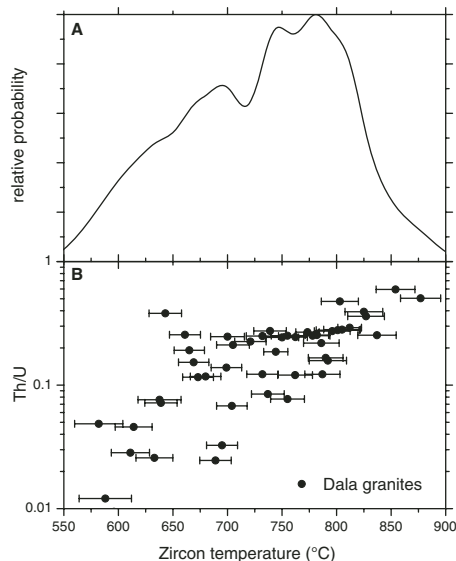 A
relative probability
1
B
0.1
Th/U
Dala granites
0.01
550 600 650 700 750 800 850 900
Zircon temperature (°C)